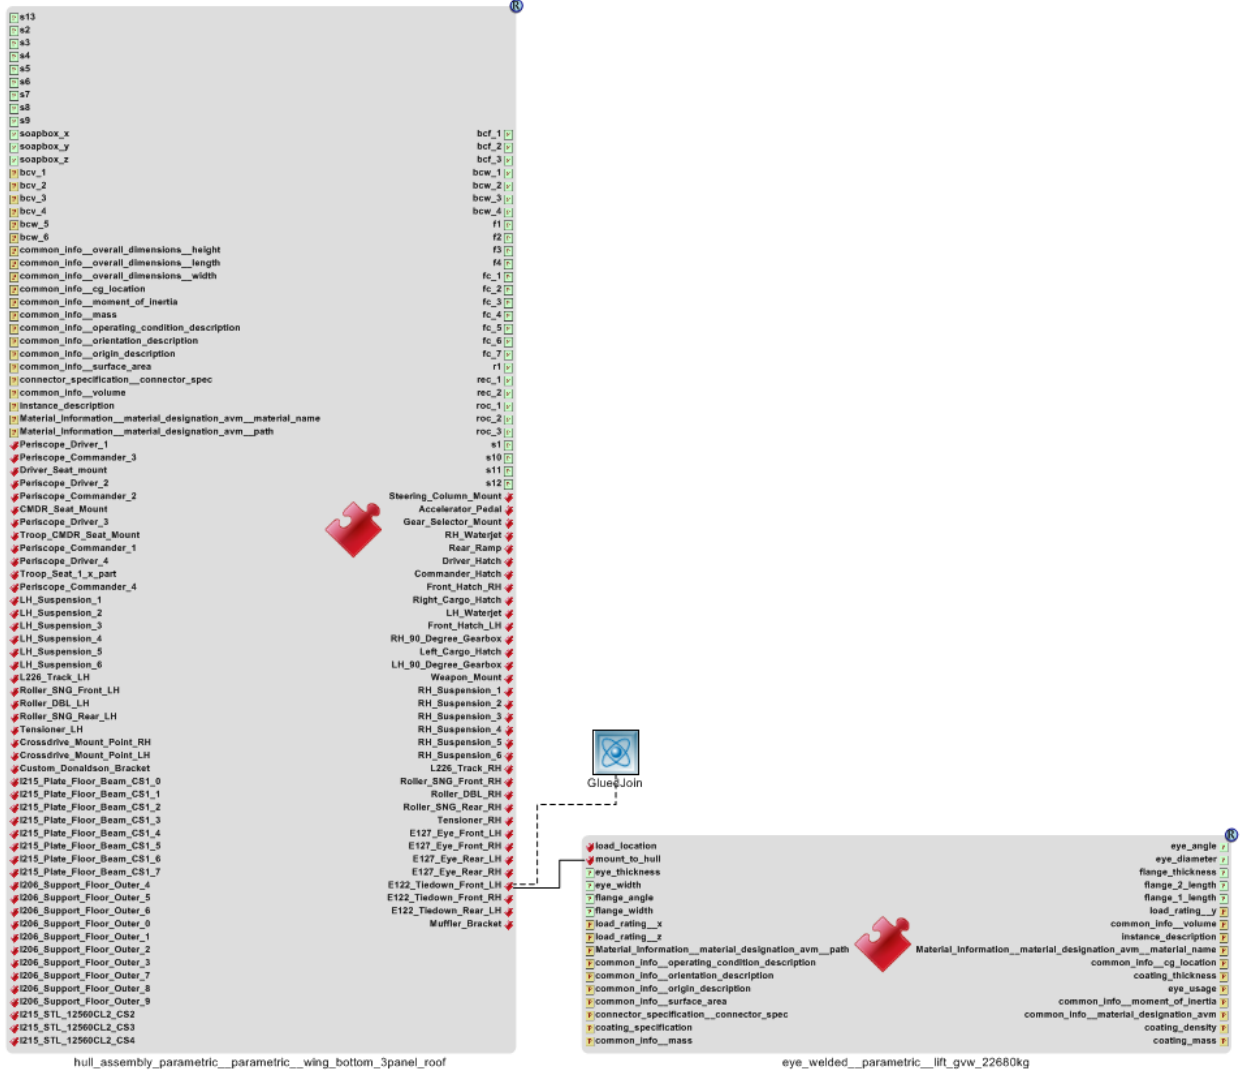 s13
s2
s3
s4
s5
s6
s7
s8
s9
soapbox_x
soapbox_y
soapbox_z
bcv_1
bcv_2
bcv_3
bcv_4
bcw_5
bcw_6
common_info__overall_dimensions__height
common_info__overall_dimensions__length
common_info__overall_dimensions__width
common_info__cg_location
common_info__moment_of_inertia
common_info__mass
common_info__operating_condition_description
common_info__orientation_description
common_info__origin_description
common_info__surface_area
connector_specification__connector_spec
common_info__volume
instance_description
Material_Information__material_designation_avm__material_name
Material_Information__material_designation_avm__path
Periscope_Driver_1
Periscope_Commander_3
Driver_Seat_mount
Periscope_Driver_2
Periscope_Commander_2
CMDR_Seat_Mount
Periscope_Driver_3
Troop_CMDR_Seat_Mount
Periscope_Commander_1
Periscope_Driver_4
Troop_Seat_1_x_part
Periscope_Commander_4
LH_Suspension_1
LH_Suspension_2
LH_Suspension_3
LH_Suspension_4
LH_Suspension_5
LH_Suspension_6
L226_Track_LH
Roller_SNG_Front_LH
Roller_DBL_LH
Roller_SNG_Rear_LH
Tensioner_LH
Crossdrive_Mount_Point_RH
Crossdrive_Mount_Point_LH
Custom_Donaldson_Bracket
I215_Plate_Floor_Beam_CS1_0
I215_Plate_Floor_Beam_CS1_1
I215_Plate_Floor_Beam_CS1_2
I215_Plate_Floor_Beam_CS1_3
I215_Plate_Floor_Beam_CS1_4
I215_Plate_Floor_Beam_CS1_5
I215_Plate_Floor_Beam_CS1_6
I215_Plate_Floor_Beam_CS1_7
I206_Support_Floor_Outer_4
I206_Support_Floor_Outer_5
I206_Support_Floor_Outer_6
I206_Support_Floor_Outer_0
I206_Support_Floor_Outer_1
I206_Support_Floor_Outer_2
I206_Support_Floor_Outer_3
I206_Support_Floor_Outer_7
I206_Support_Floor_Outer_8
I206_Support_Floor_Outer_9
I215_STL_12560CL2_CS2
I215_STL_12560CL2_CS3
I215_STL_12560CL2_CS4
bcf_1
bcf_2
bcf_3
bcw_1
bcw_2
bcw_3
bcw_4
f1
f2
f3
f4
fc_1
fc_2
fc_3
fc_4
fc_5
fc_6
fc_7
r1
rec_1
rec_2
roc_1
roc_2
roc_3
s1
s10
s11
s12
Steering_Column_Mount
Accelerator_Pedal
Gear_Selector_Mount
RH_Waterjet
Rear_Ramp
Driver_Hatch
Commander_Hatch
Front_Hatch_RH
Right_Cargo_Hatch
LH_Waterjet
Front_Hatch_LH
RH_90_Degree_Gearbox
Left_Cargo_Hatch
LH_90_Degree_Gearbox
Weapon_Mount
RH_Suspension_1
RH_Suspension_2
RH_Suspension_3
RH_Suspension_4
RH_Suspension_5
RH_Suspension_6
L226_Track_RH
Roller_SNG_Front_RH
Roller_DBL_RH
Roller_SNG_Rear_RH
Tensioner_RH
E127_Eye_Front_LH
E127_Eye_Front_RH
E127_Eye_Rear_LH
E127_Eye_Rear_RH
E122_Tiedown_Front_LH
E122_Tiedown_Front_RH
E122_Tiedown_Rear_LH
Muffler_Bracket
R
hull_assembly_parametric__parametric__wing_bottom_3panel_roof
GluedJoin
R
load_location
mount_to_hull
eye_thickness
eye_width
flange_angle
flange_width
load_rating__x
load_rating__z
Material_Information__material_designation_avm__path
common_info__operating_condition_description
common_info__orientation_description
common_info__origin_description
common_info__surface_area
connector_specification__connector_spec
coating_specification
common_info__mass
eye_angle
eye_diameter
flange_thickness
flange_2_length
flange_1_length
load_rating__y
common_info__volume
instance_description
Material_Information__material_designation_avm__material_name
common_info__cg_location
coating_thickness
eye_usage
common_info__moment_of_inertia
common_info__material_designation_avm
coating_density
coating_mass
eye_welded__parametric__lift_gvw_22680kg